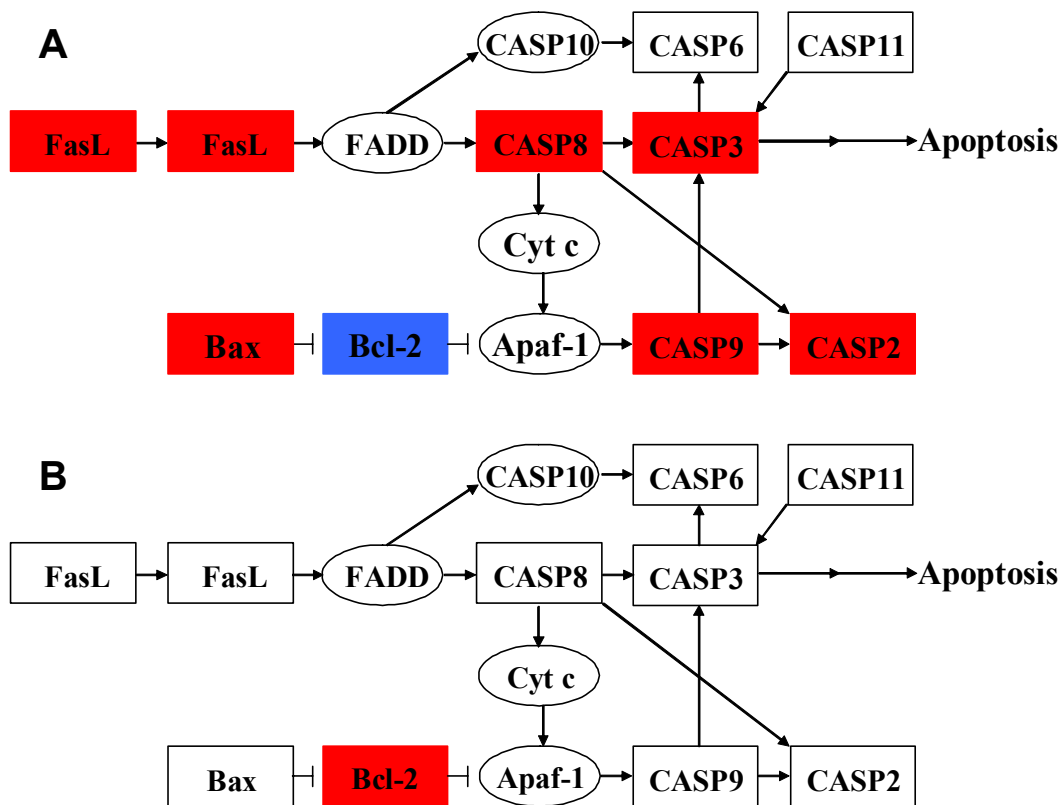 A
CASP10
CASP6
CASP11
FasL
FasL
FADD
CASP8
CASP3
Apoptosis
Cyt c
Bax
Bcl-2
Apaf-1
CASP9
CASP2
B
CASP10
CASP6
CASP11
FasL
FasL
FADD
CASP8
CASP3
Apoptosis
Cyt c
Bax
Bcl-2
Apaf-1
CASP9
CASP2